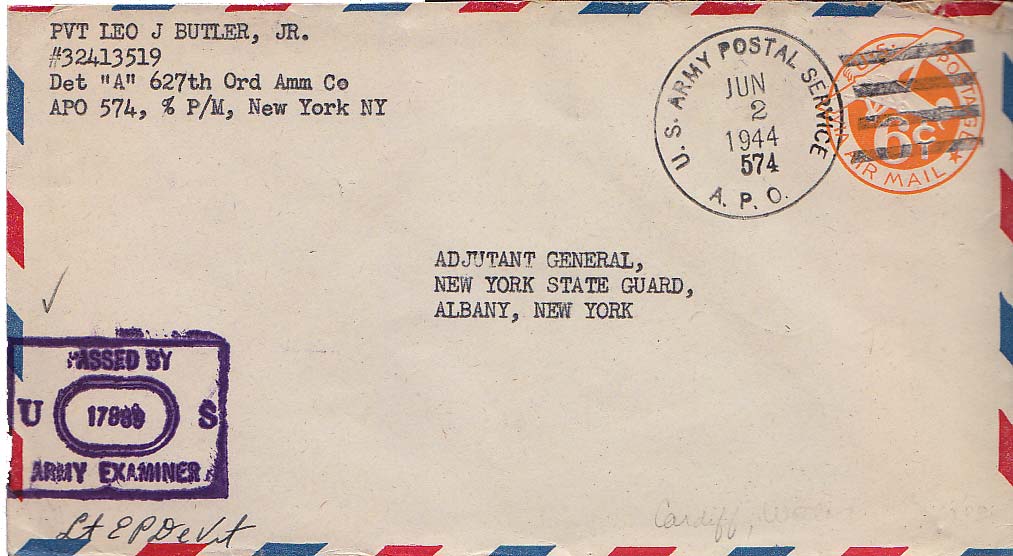 PVT LEO J BUTLER, JR.
#32413519
Det "A" 627th Ord Amm Co
APO 574, % P/M, New York NY
U. S. ARMY POSTAL SERVICE
JUN
2
1944
574
A. P. O.
U.S. POSTAGE
6¢
VIA AIR MAIL
ADJUTANT GENERAL,
NEW YORK STATE GUARD,
ALBANY, NEW YORK
PASSED BY
U S
ARMY EXAMINER
Lt E P DeVit
Cardiff,